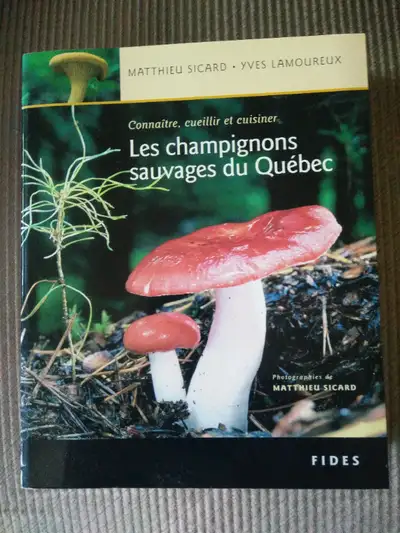 MATTHIEU SICARD • YVES LAMOUREUX
Connaître, cueillir et cuisiner
Les champignons
sauvages du Québec
Photographies de
MATTHIEU SICARD
FIDES